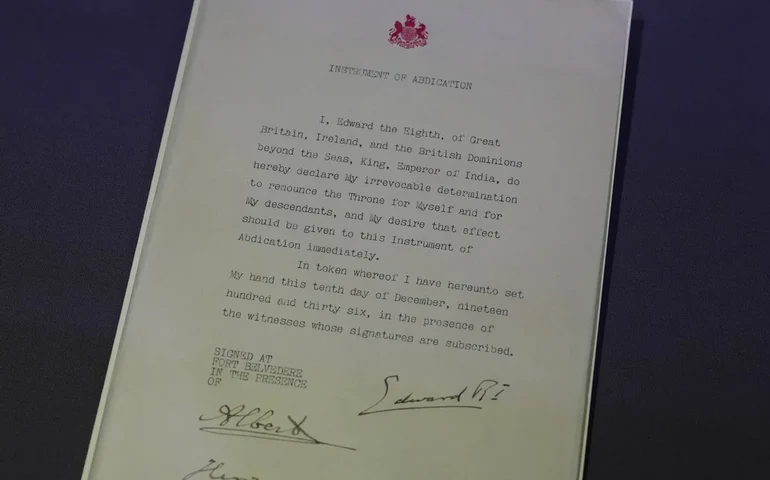 INSTRUMENT OF ABDICATION
I, Edward the Eighth, of Great
Britain, Ireland, and the British Dominions
beyond the Seas, King, Emperor of India, do
hereby declare My irrevocable determination
to renounce the Throne for Myself and for
My descendants, and My desire that effect
should be given to this Instrument of
Abdication immediately.
In token whereof I have hereunto set
My hand this tenth day of December, nineteen
hundred and thirty six, in the presence of
the witnesses whose signatures are subscribed.
SIGNED AT
FORT BELVEDERE
IN THE PRESENCE
OF
Edward RI
Albert